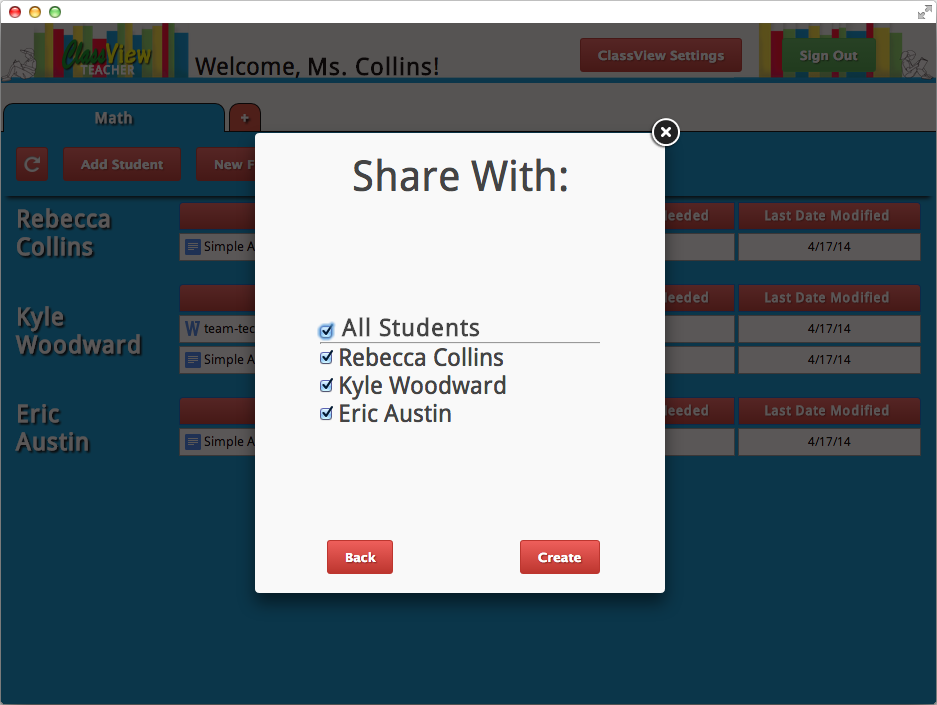 ClassView
TEACHER
Welcome, Ms. Collins!
ClassView Settings
Sign Out
Math
+
Add Student
New F
Share With:
All Students
Rebecca Collins
Kyle Woodward
Eric Austin
Back
Create
Rebecca
Collins
eeded
Last Date Modified
Simple A
4/17/14
Kyle
Woodward
eeded
Last Date Modified
team-tec
4/17/14
Simple A
4/17/14
Eric
Austin
eeded
Last Date Modified
Simple A
4/17/14